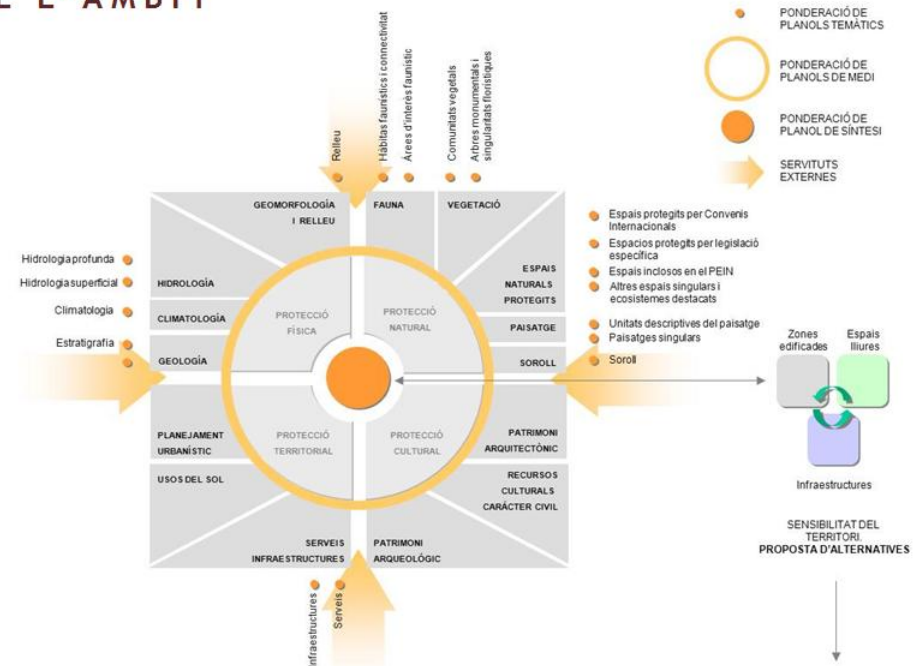 E L'ÀMBIT
PONDERACIÓ DE
PLANOLS TEMÀTICS
PONDERACIÓ DE
PLANOLS DE MEDI
PONDERACIÓ DE
PLANOL DE SÍNTESI
SERVITUTS
EXTERNES
Relleu
Hàbitas faunístics i connectivitat
Àrees d'interès faunístic
Comunitats vegetals
Arbres monumentals i
singularitats florístiques
GEOMORFOLOGÍA
I RELLEU
FAUNA
VEGETACIÓ
Hidrologia profunda
Hidrologia superficial
Climatologia
Estratigrafia
HIDROLOGÍA
CLIMATOLOGÍA
GEOLOGÍA
ESPAIS
NATURALS
PROTEGITS
PAISATGE
SOROLL
Espais protegits per Convenis
Internacionals
Espacios protegits per legislació
específica
Espais inclosos en el PEIN
Altres espais singulars i
ecosistemes destacats
Unitats descriptives del paisatge
Paisatges singulars
Soroll
PROTECCIÓ
FÍSICA
PROTECCIÓ
NATURAL
PROTECCIÓ
TERRITORIAL
PROTECCIÓ
CULTURAL
Zones
edificades
Espais
lliures
Infraestructures
PLANEJAMENT
URBANÍSTIC
USOS DEL SOL
SERVEIS
INFRAESTRUCTURES
PATRIMONI
ARQUEOLÓGIC
PATRIMONI
ARQUITECTÒNIC
RECURSOS
CULTURALS
CARÁCTER CIVIL
Infraestructures
Serveis
SENSIBILITAT DEL
TERRITORI.
PROPOSTA D'ALTERNATIVES